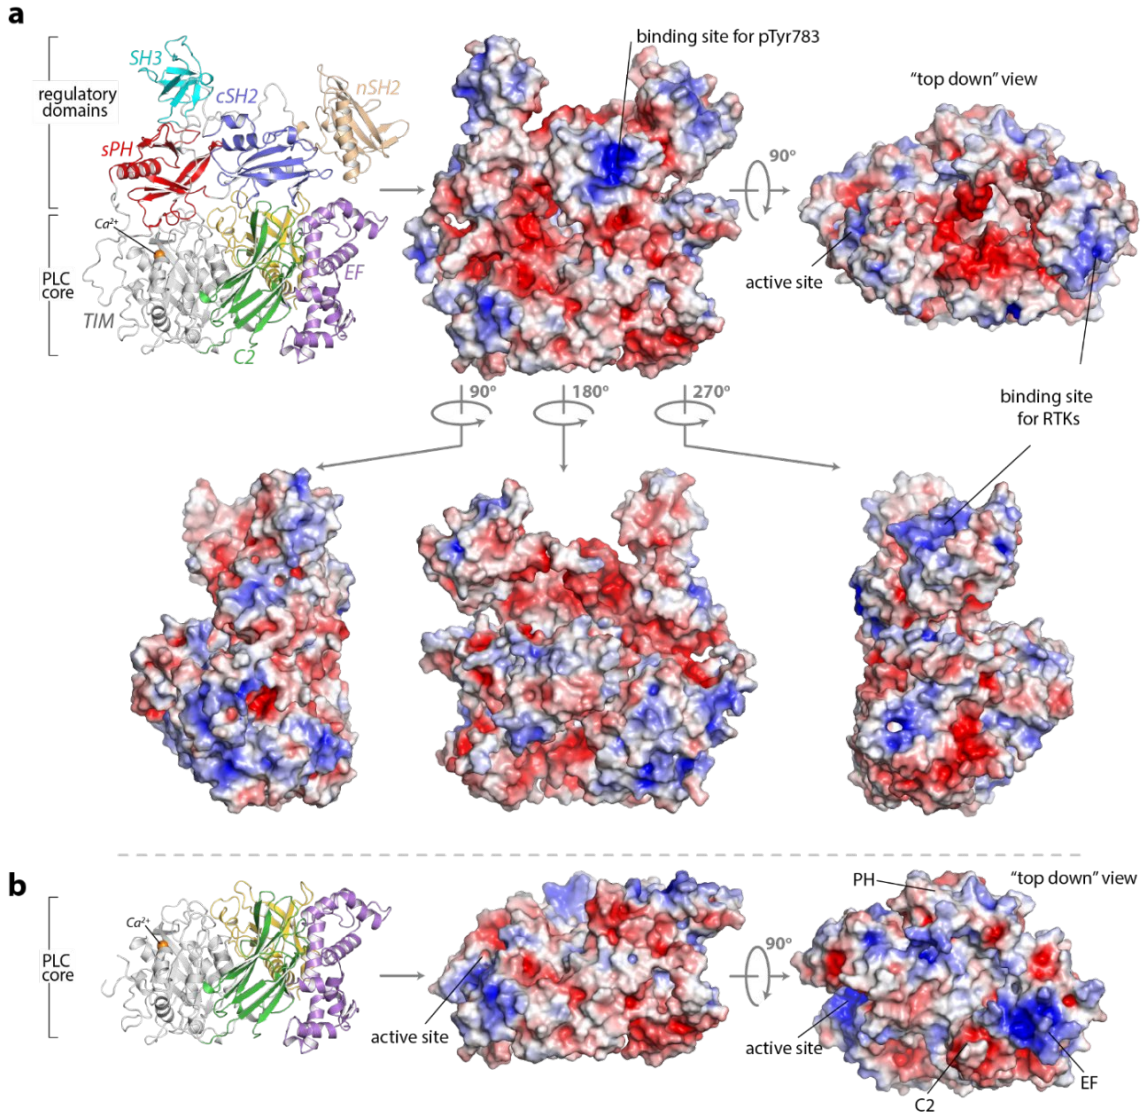 a
SH3
nSH2
cSH2
regulatory
domains
sPH
Ca²⁺
PLC
core
TIM
EF
C2
binding site for pTyr783
90°
"top down" view
active site
binding site
for RTKs
90°
180°
270°
b
Ca²⁺
PLC
core
active site
90°
PH
"top down" view
active site
C2
EF